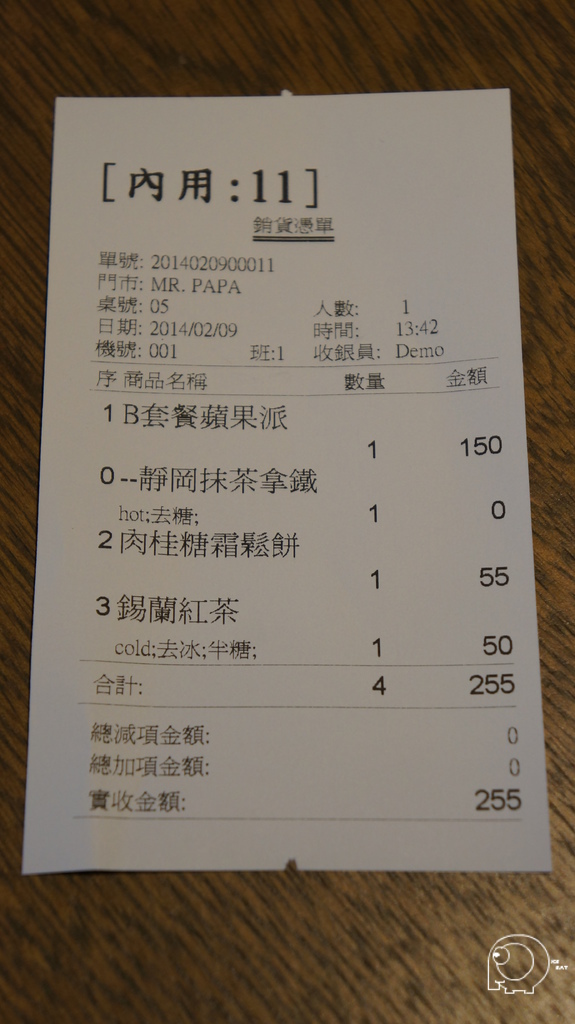 [內用:11]
銷貨憑單
單號: 2014020900011
門市: MR. PAPA
桌號: 05 人數: 1
日期: 2014/02/09 時間: 13:42
機號: 001 班:1 收銀員: Demo
序 商品名稱 數量 金額
1 B套餐蘋果派
1 150
0 --靜岡抹茶拿鐵
hot;去糖; 1 0
2 肉桂糖霜鬆餅
1 55
3 錫蘭紅茶
cold;去冰;半糖; 1 50
合計: 4 255
總減項金額: 0
總加項金額: 0
實收金額: 255